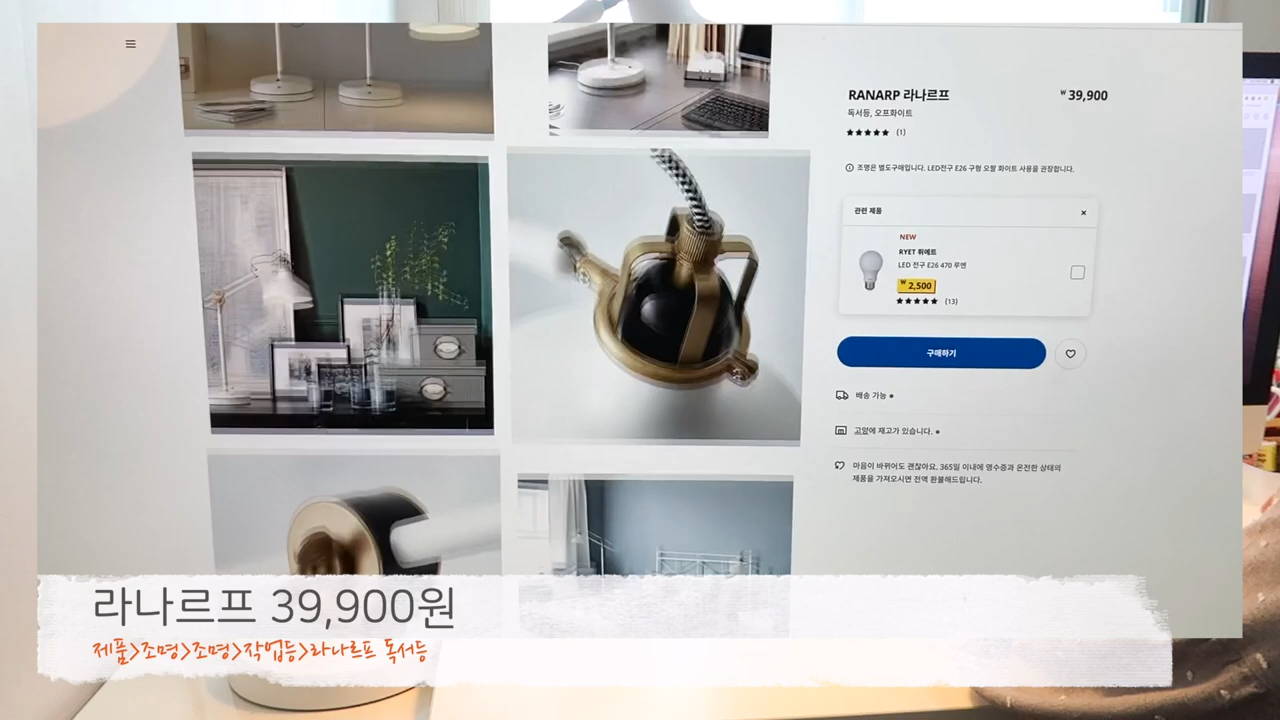 RANARP 라나르프
₩ 39,900
독서등, 오프화이트
★★★★★ (1)
조명은 별도구매입니다. LED전구 E26 구형 오팔 화이트 사용을 권장합니다.
관련 제품
×
NEW
RYET 뤼에트
LED 전구 E26 470 루멘
₩ 2,500
★★★★★ (13)
구매하기
배송 가능
고양에 재고가 있습니다.
마음이 바뀌어도 괜찮아요. 365일 이내에 영수증과 온전한 상태의
제품을 가져오시면 전액 환불해드립니다.
라나르프 39,900원
제품>조명>조명>작업등>라나르프 독서등